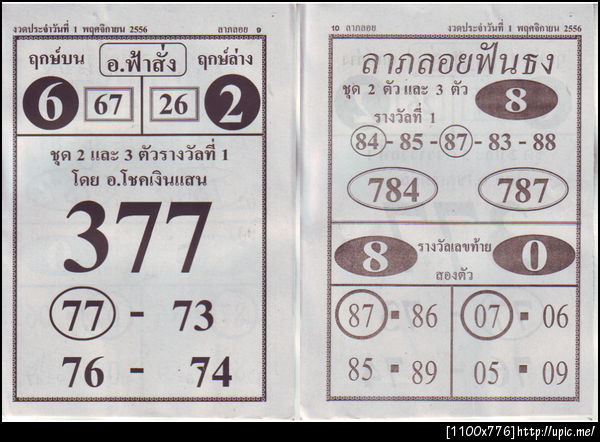 งวดประจำวันที่ 1 พฤศจิกายน 2556 ลาภลอย 9
ฤกษ์บน อ.ฟ้าสั่ง ฤกษ์ล่าง
6 67 26 2
ชุด 2 และ 3 ตัวรางวัลที่ 1
โดย อ.โชคเงินแสน
377
77 - 73
76 - 74
10 ลาภลอย งวดประจำวันที่ 1 พฤศจิกายน 2556
ลาภลอยฟันธง
ชุด 2 ตัว และ 3 ตัว 8
รางวัลที่ 1
84 - 85 - 87 - 83 - 88
784 787
8 รางวัลเลขท้าย 0
สองตัว
87 - 86 07 - 06
85 - 89 05 - 09
[1100x776]http://upic.me/